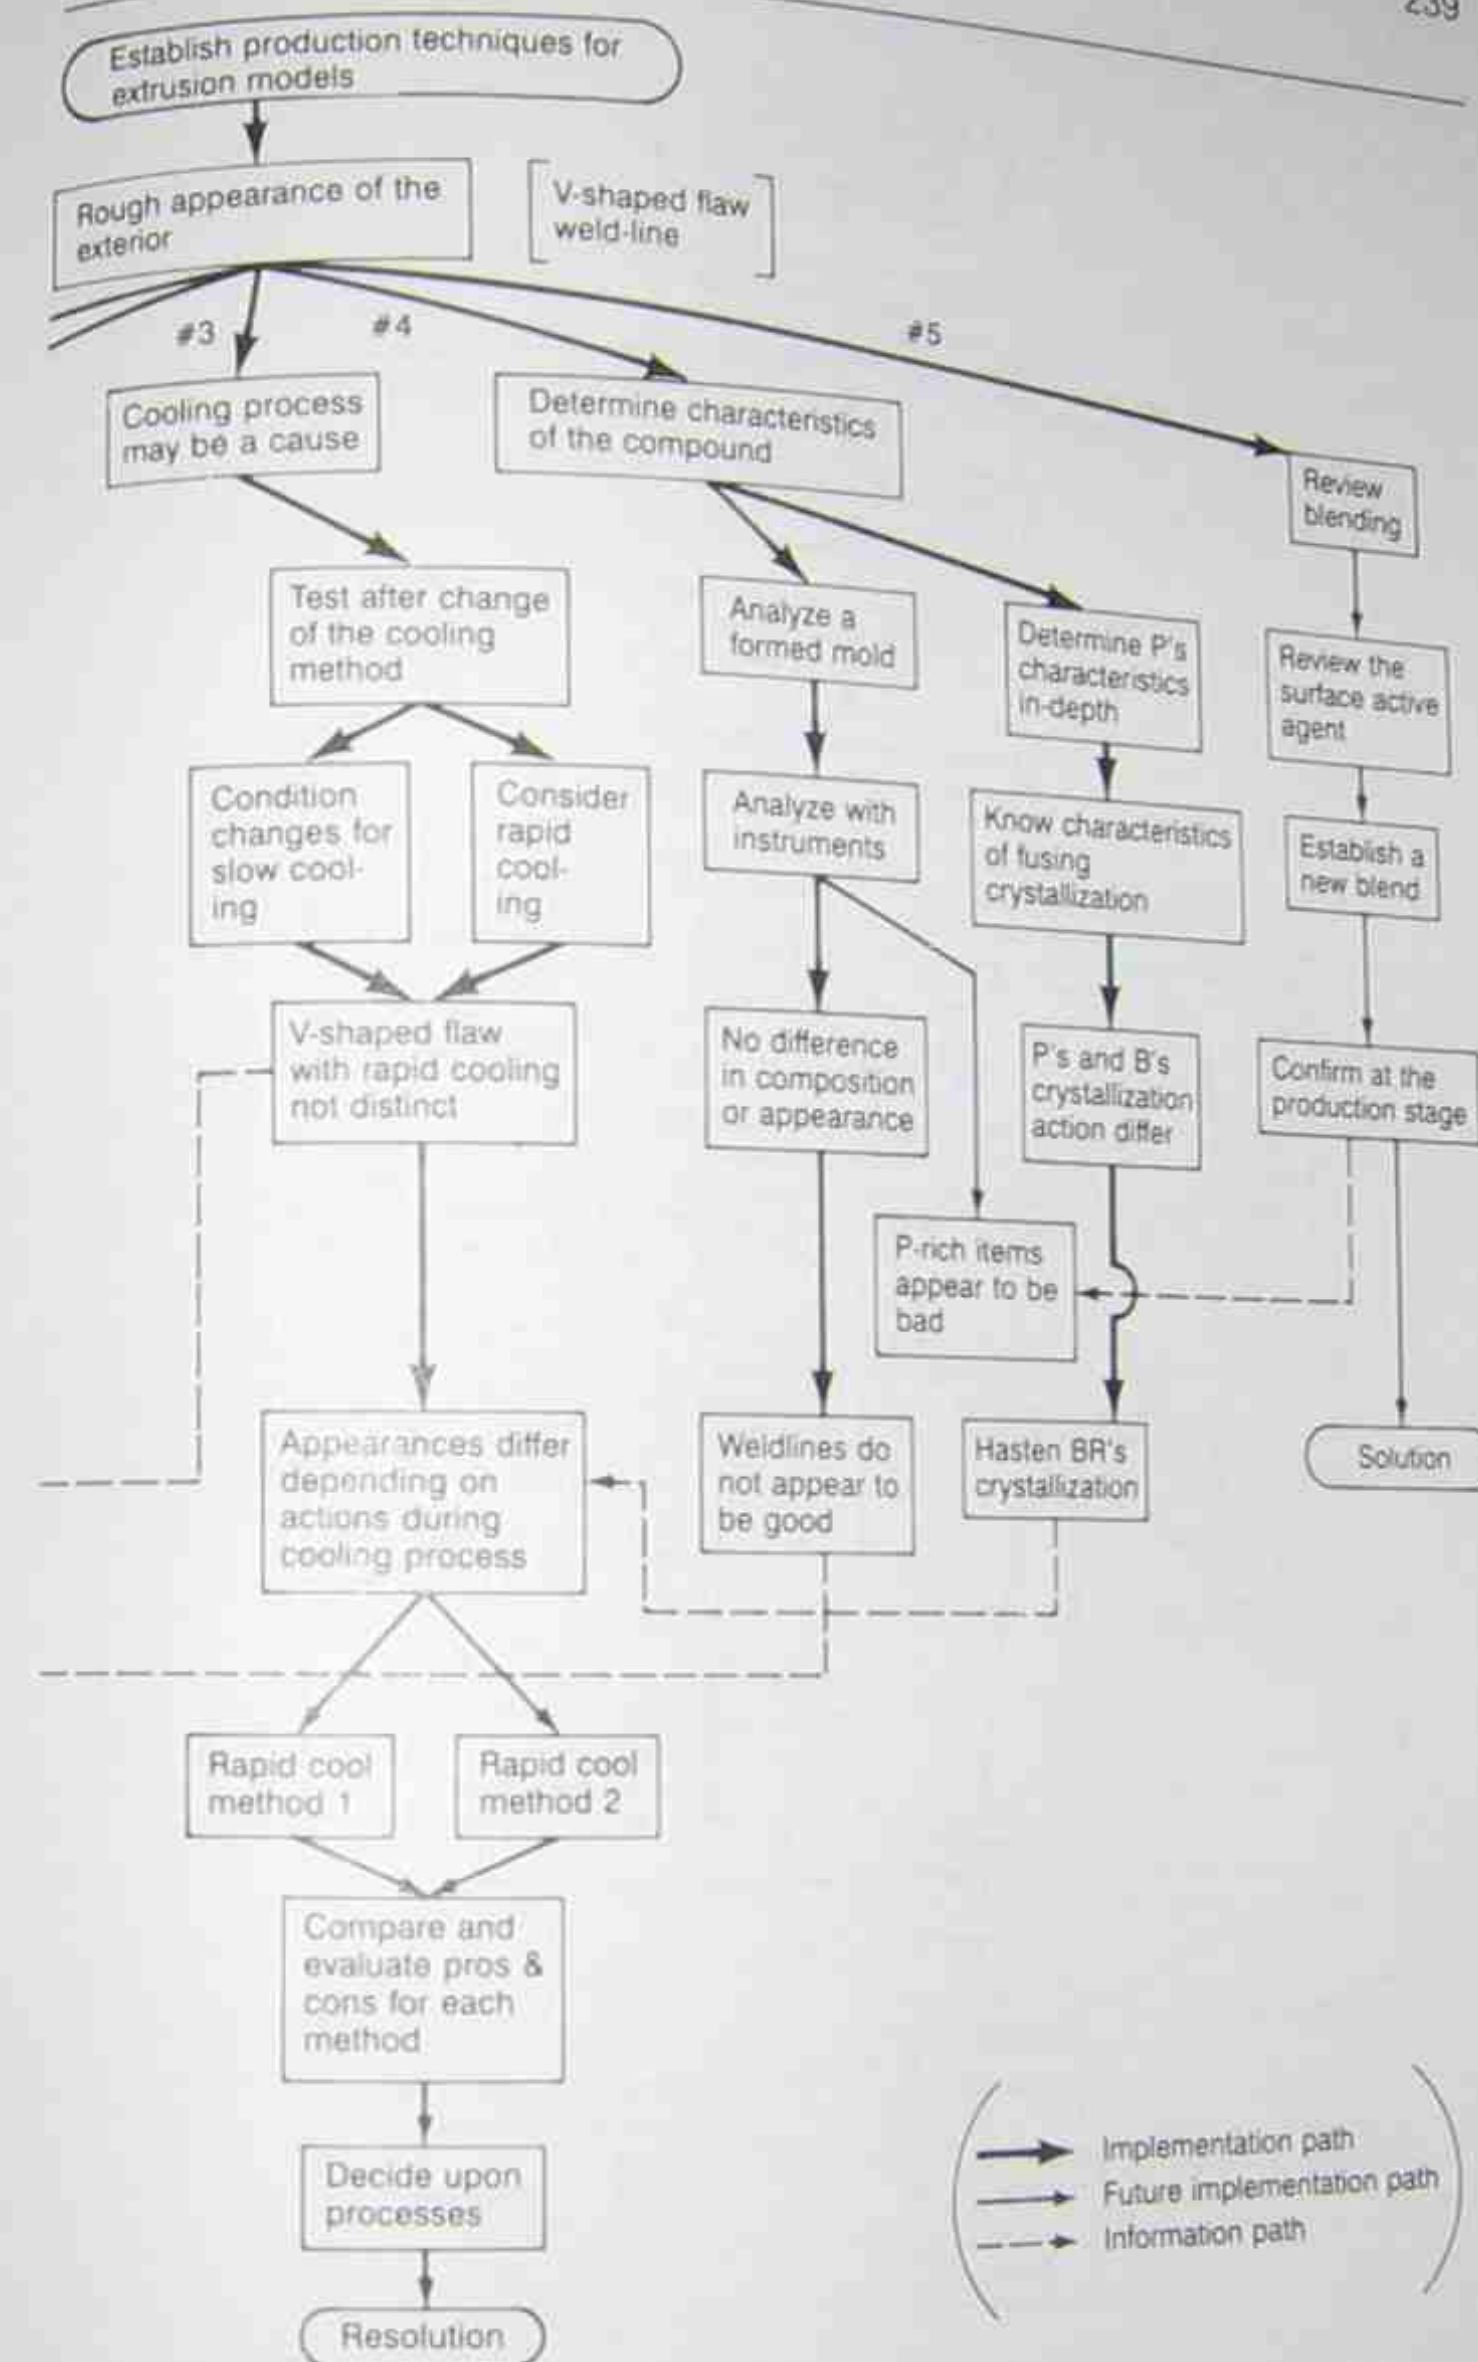 239
Establish production techniques for
extrusion models
Rough appearance of the
exterior
V-shaped flaw
weld-line
#3
#4
#5
Cooling process
may be a cause
Determine characteristics
of the compound
Review
blending
Test after change
of the cooling
method
Analyze a
formed mold
Determine P's
characteristics
in-depth
Review the
surface active
agent
Condition
changes for
slow cool-
ing
Consider
rapid
cool-
ing
Analyze with
instruments
Know characteristics
of fusing
crystallization
Establish a
new blend
V-shaped flaw
with rapid cooling
not distinct
No difference
in composition
or appearance
P's and B's
crystallization
action differ
Confirm at the
production stage
P-rich items
appear to be
bad
Appearances differ
depending on
actions during
cooling process
Weldlines do
not appear to
be good
Hasten BR's
crystallization
Solution
Rapid cool
method 1
Rapid cool
method 2
Compare and
evaluate pros &
cons for each
method
Decide upon
processes
Resolution
Implementation path
Future implementation path
Information path